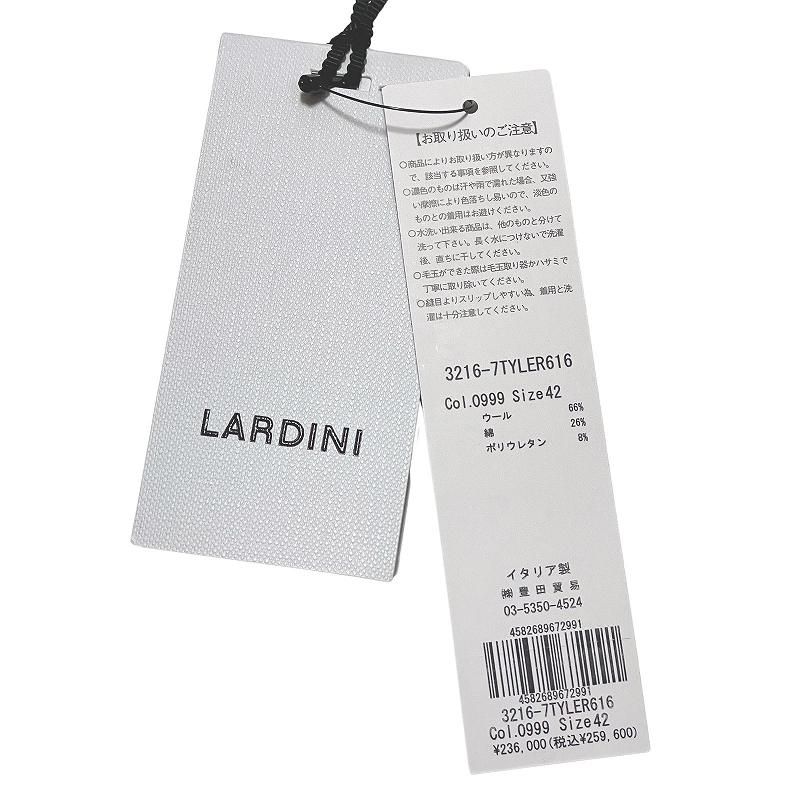 LARDINI
【お取り扱いのご注意】
○商品によりお取り扱い方が異なりますの
で、該当する事項を参照してください。
○濃色のものは汗や雨で濡れた場合、又強
い摩擦により色落ちし易いので、淡色の
ものとの着用はお避けください。
○水洗い出来る商品は、他のものと分けて
洗って下さい。長く水につけないで洗濯
後、直ちに干してください。
○毛玉ができた際は毛玉取り器かハサミで
丁寧に取り除いてください。
○縫目よりスリップしやすい為、着用と洗
濯は十分注意してください。
3216-7TYLER616
Col.0999 Size42
ウール 66%
綿 26%
ポリウレタン 8%
イタリア製
㈱豊田貿易
03-5350-4524
4582689672991
4582689672991
3216-7TYLER616
Col.0999 Size42
¥236,000(税込¥259,600)